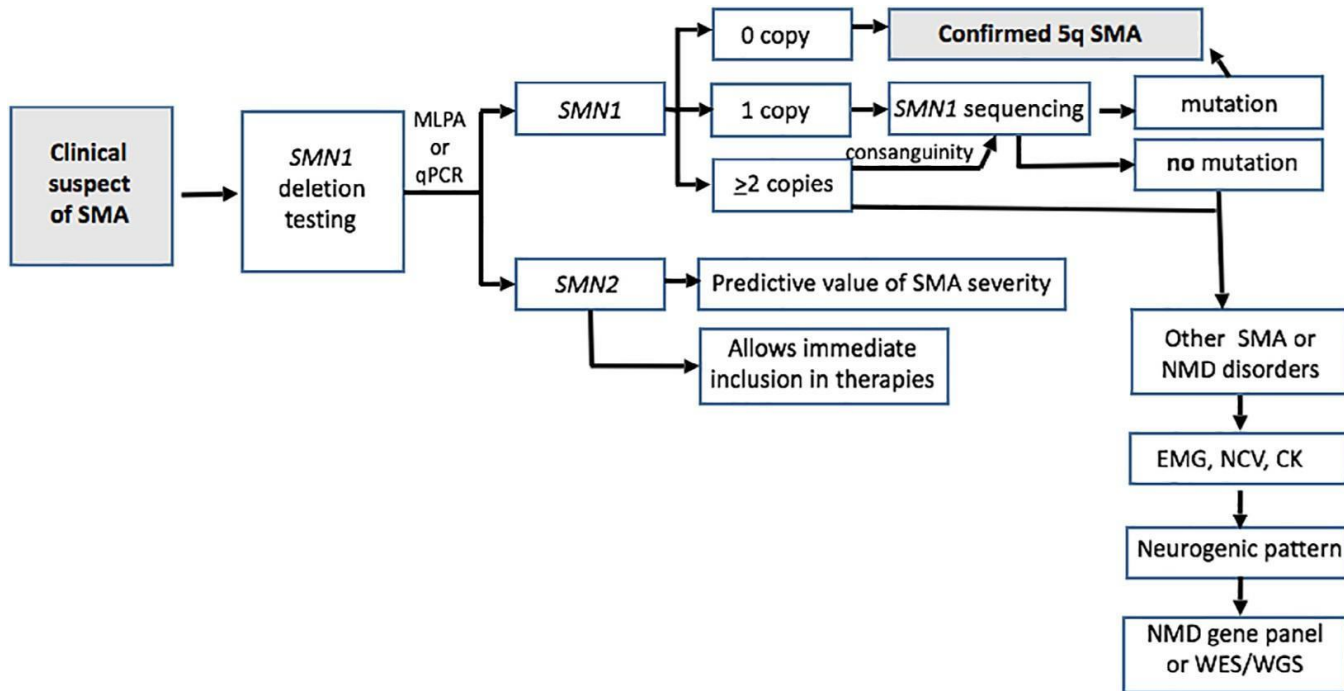 Clinical
suspect
of SMA
SMN1
deletion
testing
MLPA
or
qPCR
SMN1
0 copy
Confirmed 5q SMA
1 copy
SMN1 sequencing
mutation
consanguinity
≥2 copies
no mutation
SMN2
Predictive value of SMA severity
Allows immediate
inclusion in therapies
Other SMA or
NMD disorders
EMG, NCV, CK
Neurogenic pattern
NMD gene panel
or WES/WGS